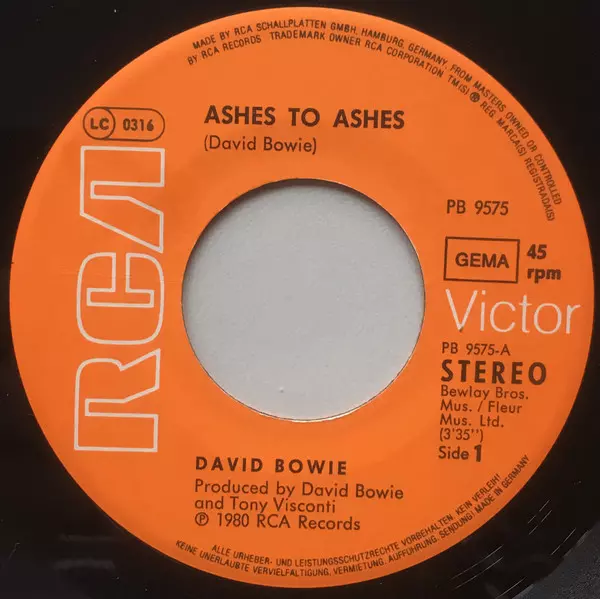 MADE BY RCA SCHALLPLATTEN GMBH, HAMBURG, GERMANY, FROM MASTERS OWNED OR CONTROLLED
BY RCA RECORDS TRADEMARK OWNER RCA CORPORATION TM(S) ® REG. MARCA(S) REGISTRADA(S)
LC 0316
ASHES TO ASHES
(David Bowie)
RCA
PB 9575
GEMA
45
rpm
Victor
PB 9575-A
STEREO
Bewlay Bros.
Mus. / Fleur
Mus. Ltd.
(3'35'')
Side 1
DAVID BOWIE
Produced by David Bowie
and Tony Visconti
℗ 1980 RCA Records
ALLE URHEBER- UND LEISTUNGSSCHUTZRECHTE VORBEHALTEN. KEIN VERLEIH!
KEINE UNERLAUBTE VERVIELFÄLTIGUNG, VERMIETUNG, AUFFÜHRUNG, SENDUNG! MADE IN GERMANY